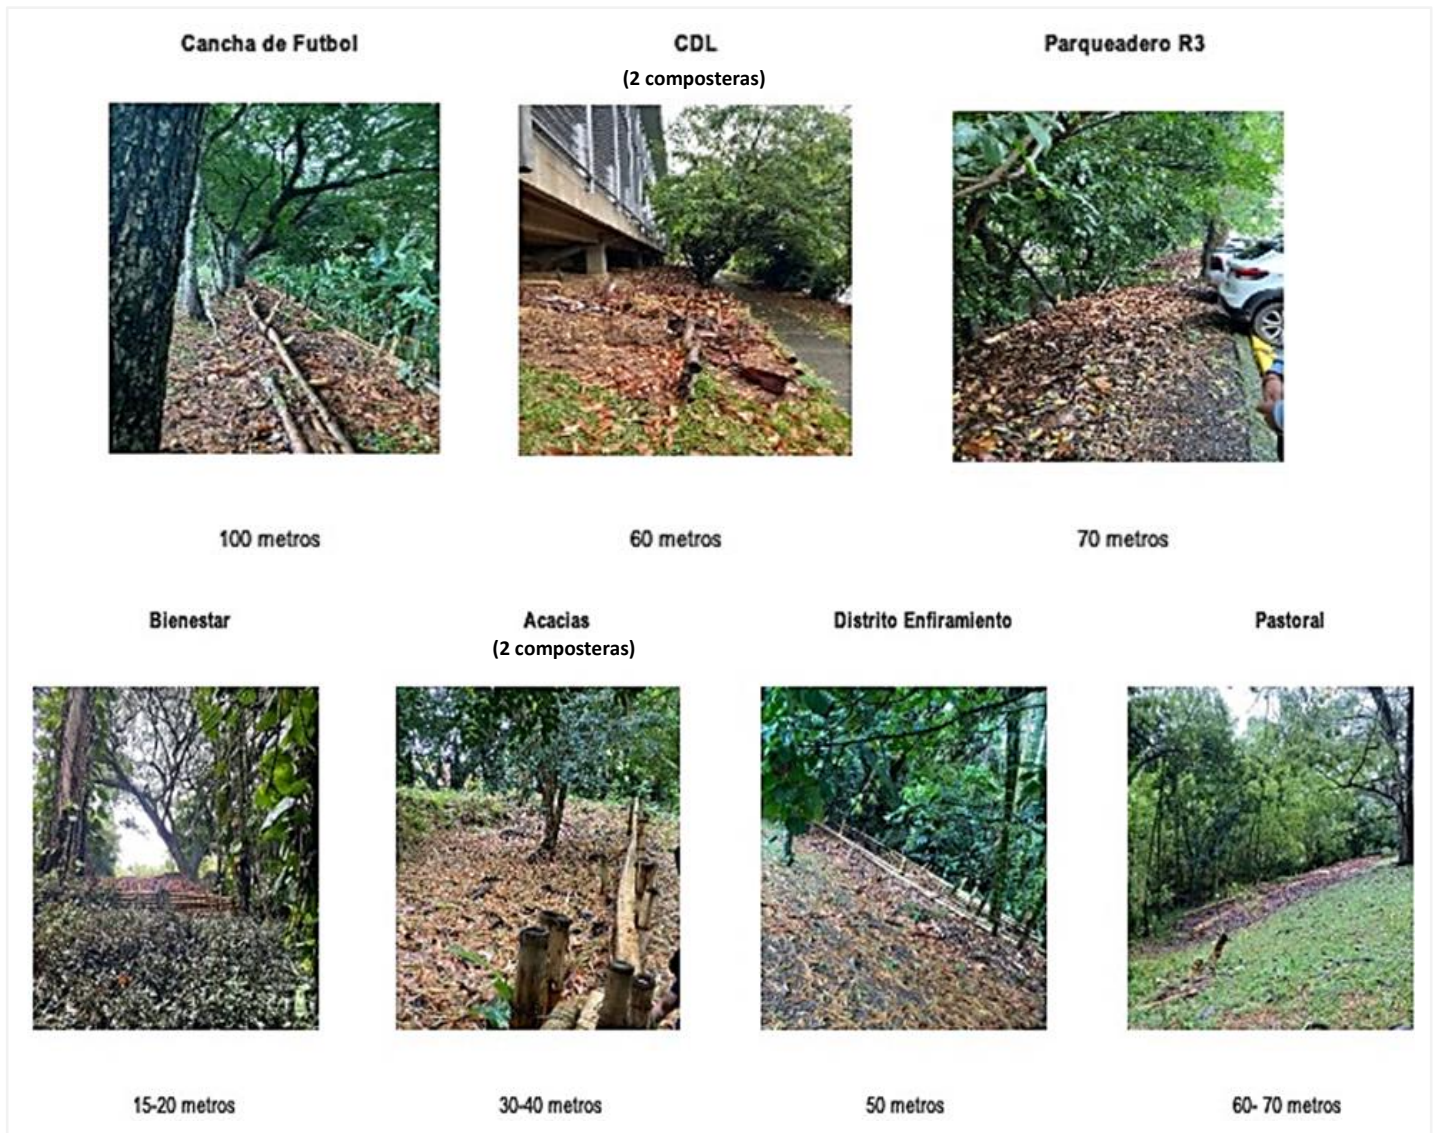 Cancha de Futbol
CDL
(2 composteras)
Parqueadero R3
100 metros
60 metros
70 metros
Bienestar
Acacias
(2 composteras)
Distrito Enfiramiento
Pastoral
15-20 metros
30-40 metros
50 metros
60- 70 metros